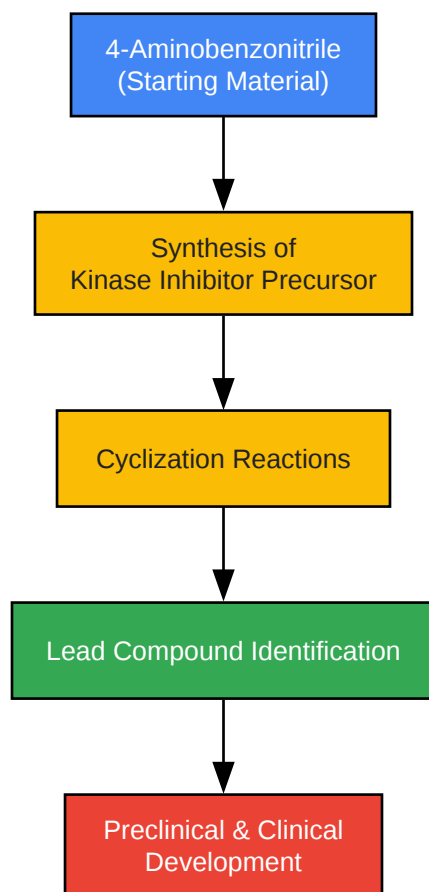 4-Aminobenzonitrile
(Starting Material)
Synthesis of
Kinase Inhibitor Precursor
Cyclization Reactions
Lead Compound Identification
Preclinical & Clinical
Development